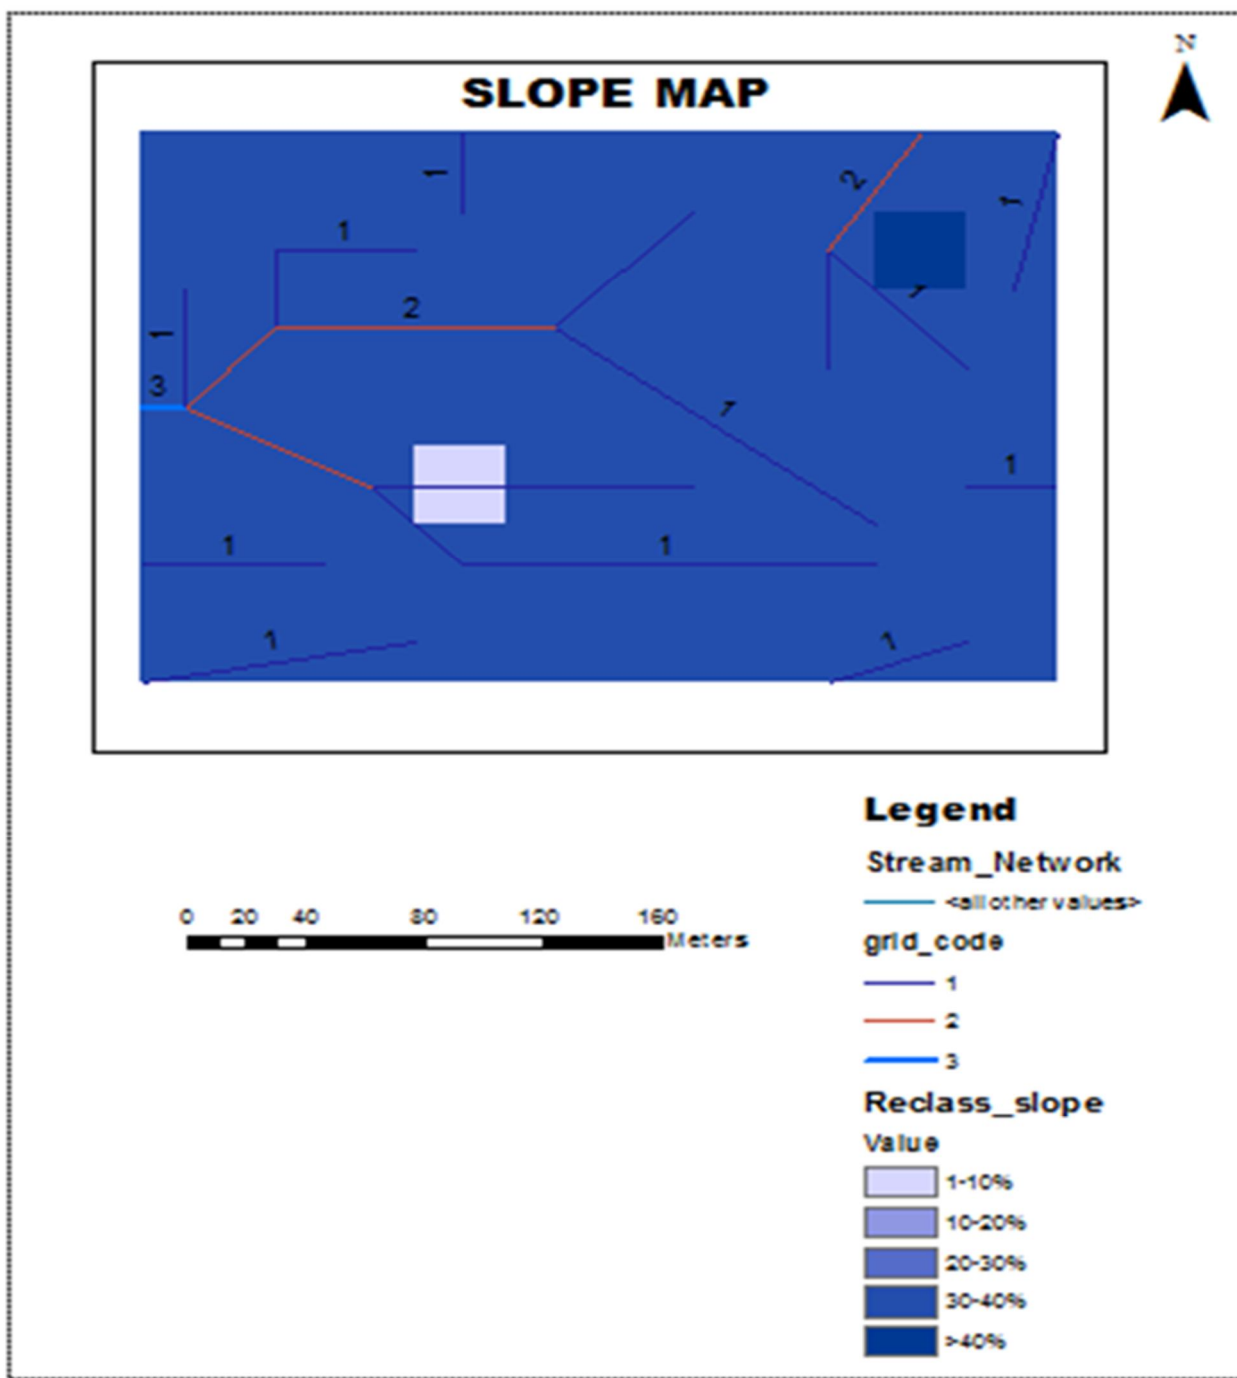 N
SLOPE MAP
1
2
1
1
1
2
1
1
3
1
1
1
1
1
1
0 20 40 80 120 160
Meters
Legend
Stream_Network
<all other values>
grid_code
1
2
3
Reclass_slope
Value
1-10%
10-20%
20-30%
30-40%
>40%